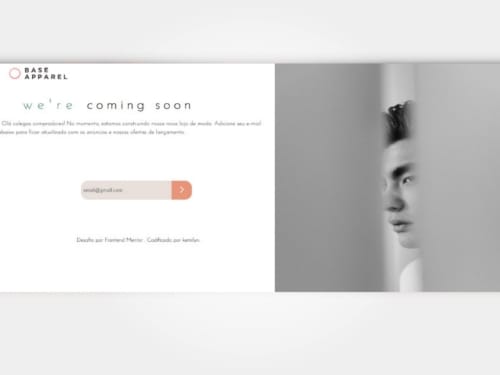 BASE
APPAREL
we're coming soon
Olá colegas compradores! No momento, estamos construindo nossa nova loja de moda. Adicione seu e-mail
abaixo para ficar atualizado com os anúncios e nossas ofertas de lançamento.
email@gmail.com
Desafio por Frontend Mentor . Codificado por kemilyn.